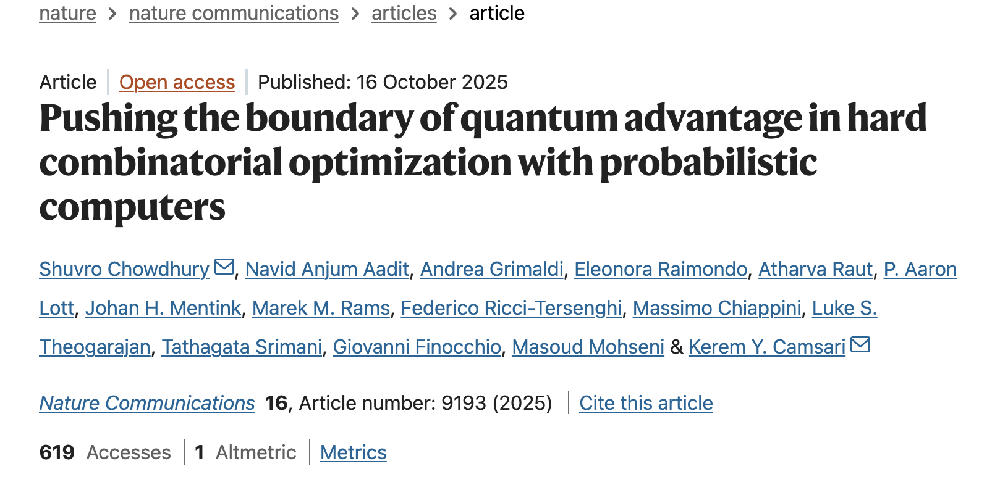 nature > nature communications > articles > article
Article | Open access | Published: 16 October 2025
Pushing the boundary of quantum advantage in hard
combinatorial optimization with probabilistic
computers
Shuvro Chowdhury, Navid Anjum Aadit, Andrea Grimaldi, Eleonora Raimondo, Atharva Raut, P. Aaron
Lott, Johan H. Mentink, Marek M. Rams, Federico Ricci-Tersenghi, Massimo Chiappini, Luke S.
Theogarajan, Tathagata Srimani, Giovanni Finocchio, Masoud Mohseni & Kerem Y. Camsari
Nature Communications 16, Article number: 9193 (2025) | Cite this article
619 Accesses | 1 Altmetric | Metrics